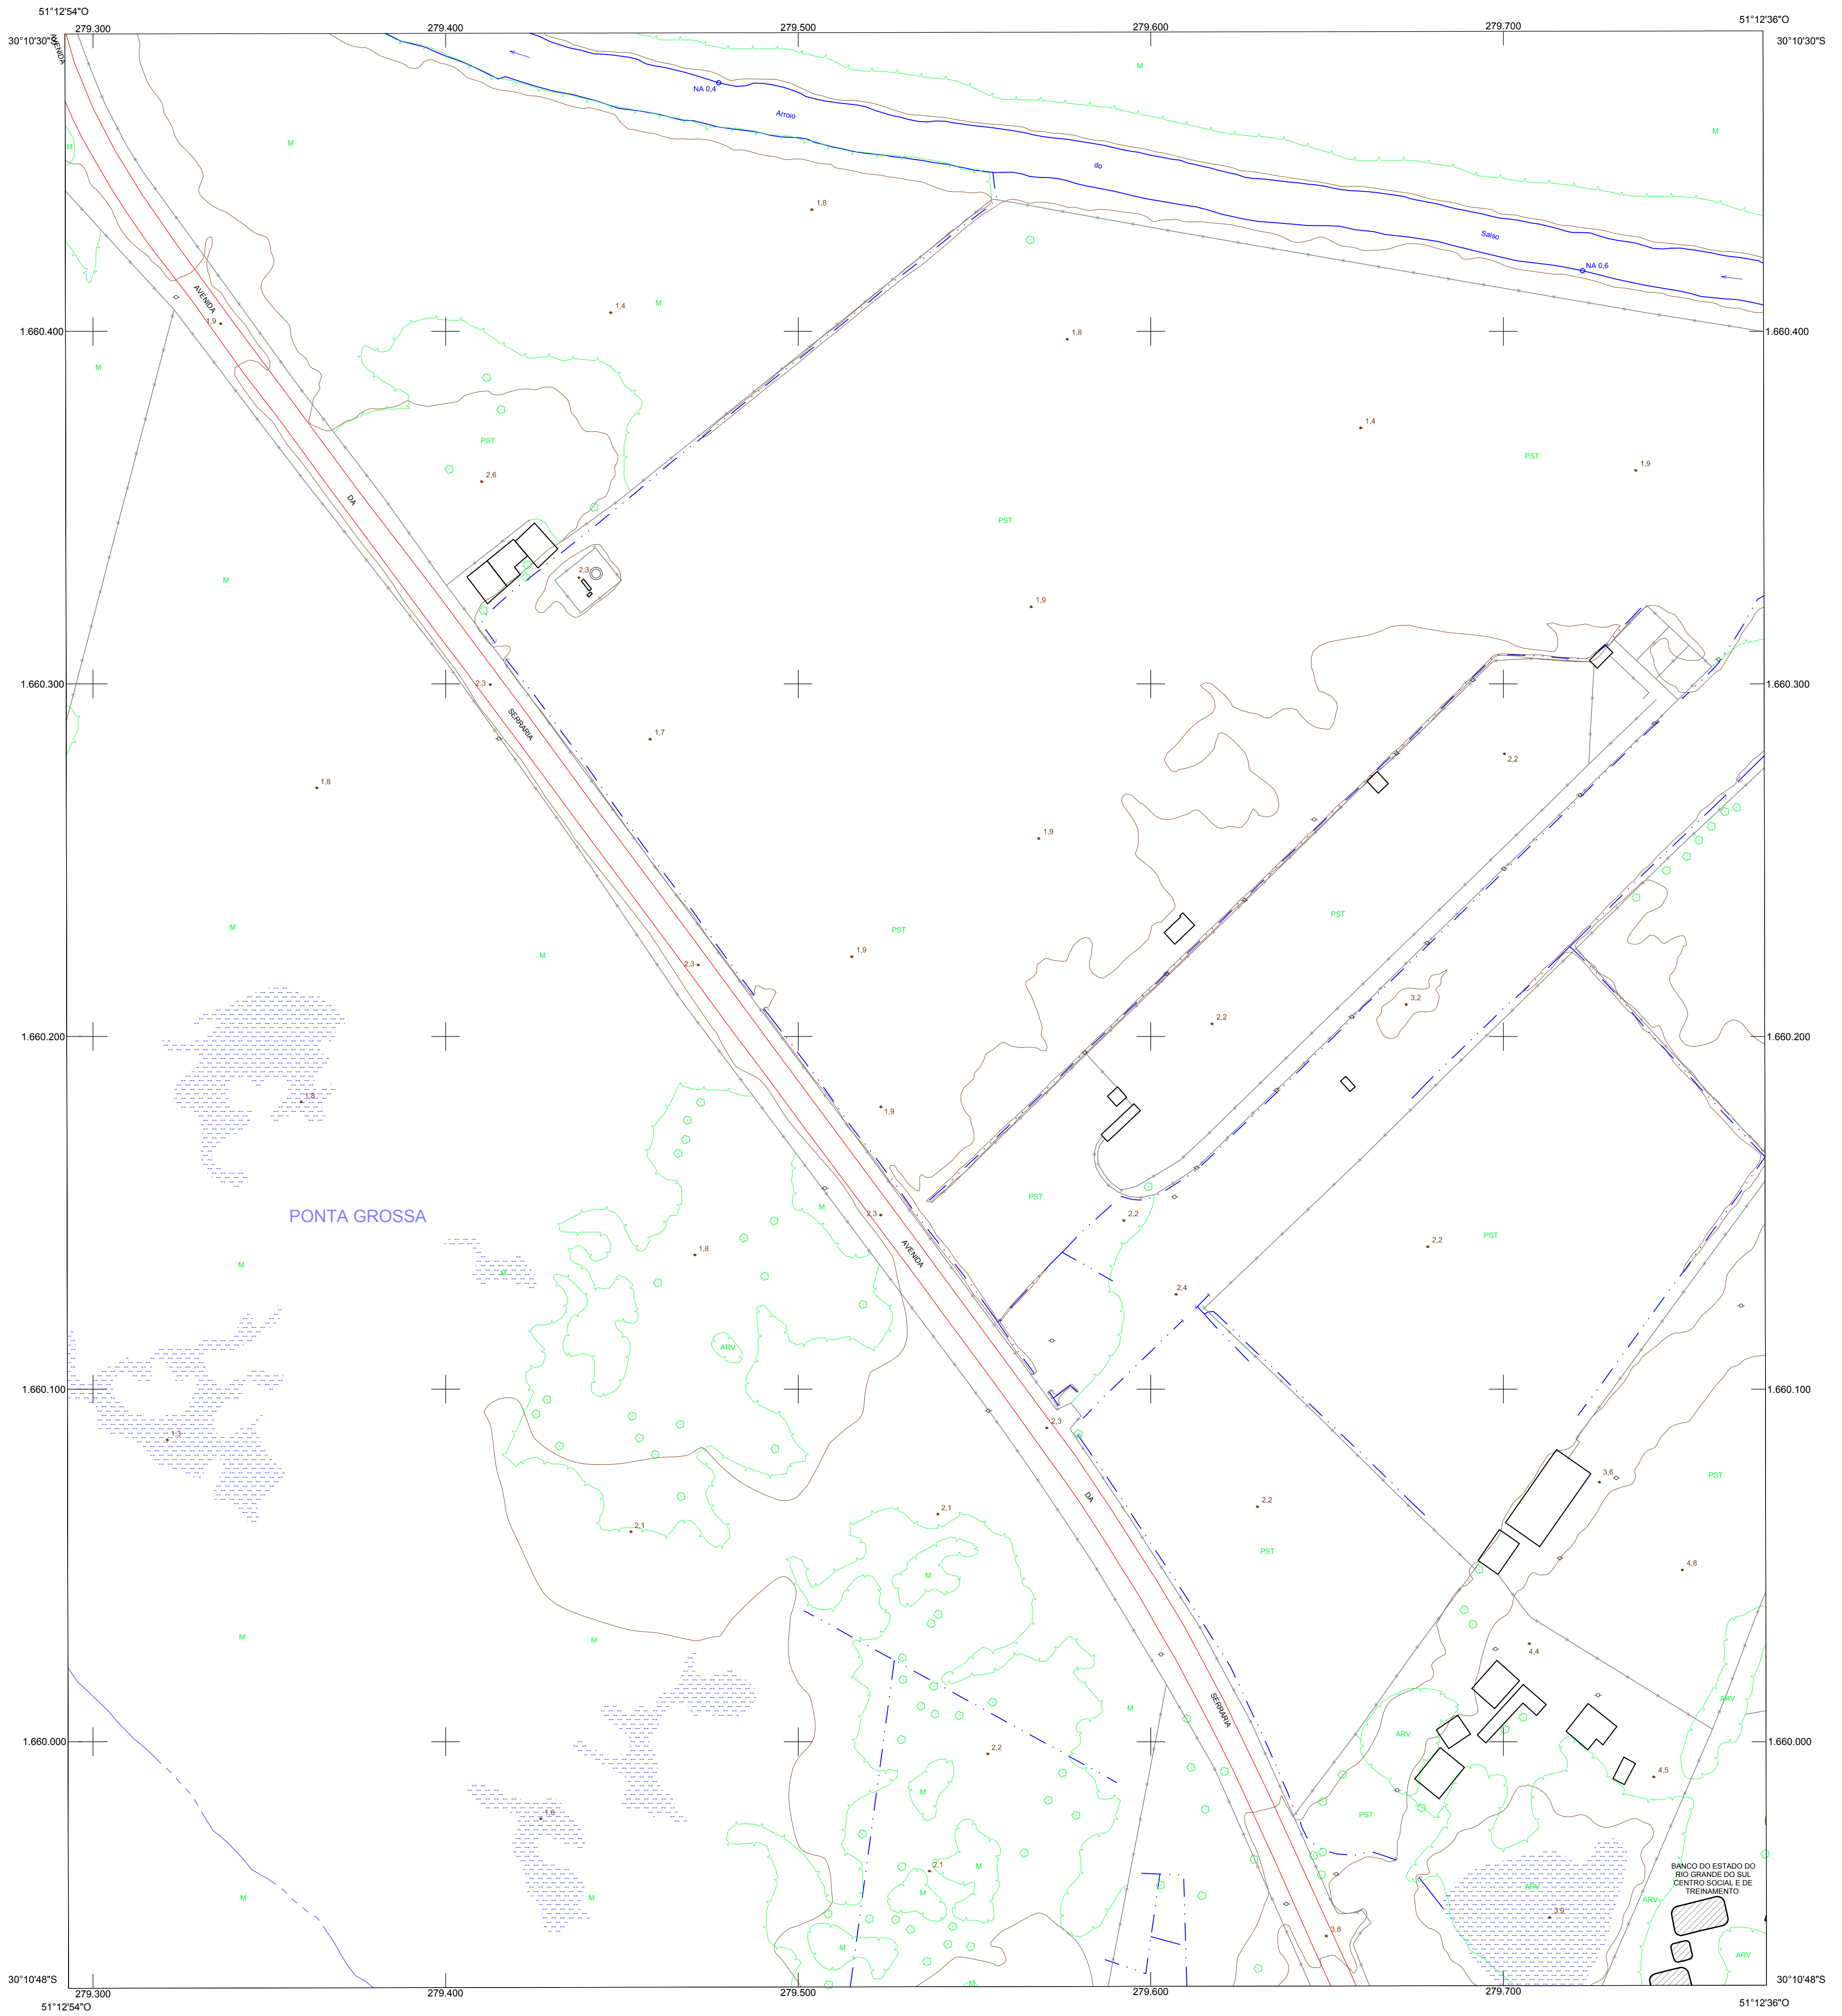 51°12'54"O
279.300
279.400
279.500
279.600
279.700
51°12'36"O
30°10'30"S
30°10'30"S
AVENIDA
M
NA 0,4
Arroio
M
M
M
do
1,8
Salso
NA 0,6
AVENIDA
1,9
1,4
M
1,8
1.660.400
1.660.400
M
1,4
PST
PST
1,9
2,6
DA
PST
M
2,3
1,9
2,3
1.660.300
1.660.300
SERRARIA
1,7
2,2
1,8
1,9
PST
M
PST
M
1,9
2,3
3,2
2,2
1.660.200
1.660.200
1,8
1,9
PST
M
PONTA GROSSA
2,3
2,2
PST
2,2
AVENIDA
1,8
M
M
2,4
ARV
1.660.100
1.660.100
2,3
1,3
3,6
PST
DA
2,1
2,2
2,1
PST
4,8
M
M
M
4,4
M
SERRARIA
ARV
ARV
1.660.000
1.660.000
2,2
4,5
M
1,6
PST
BANCO DO ESTADO DO
RIO GRANDE DO SUL
CENTRO SOCIAL E DE
TREINAMENTO
2,1
M
M
M
M
ARV
ARV
3,9
3,8
M
ARV
M
30°10'48"S
30°10'48"S
279.300
279.400
279.500
279.600
279.700
51°12'54"O
51°12'36"O